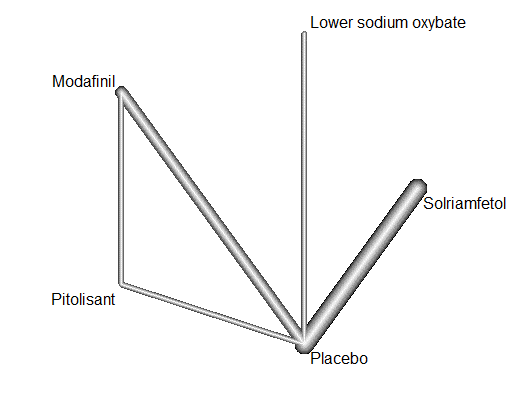 Lower sodium oxybate
Modafinil
Solriamfetol
Pitolisant
Placebo